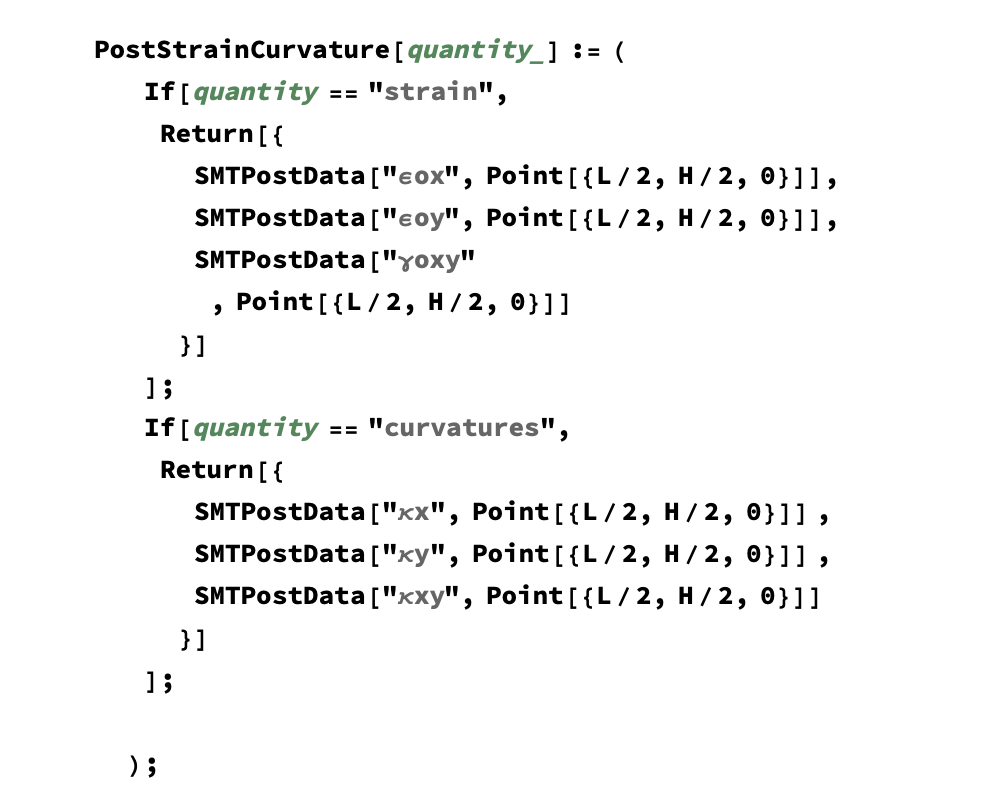 PostStrainCurvature[quantity_] := (
If[quantity == "strain",
Return[{
SMTPostData["ϵox", Point[{L / 2, H / 2, 0}]],
SMTPostData["ϵoy", Point[{L / 2, H / 2, 0}]],
SMTPostData["γoxy"
, Point[{L / 2, H / 2, 0}]]
}]
];
If[quantity == "curvatures",
Return[{
SMTPostData["κx", Point[{L / 2, H / 2, 0}]] ,
SMTPostData["κy", Point[{L / 2, H / 2, 0}]] ,
SMTPostData["κxy", Point[{L / 2, H / 2, 0}]]
}]
];
);